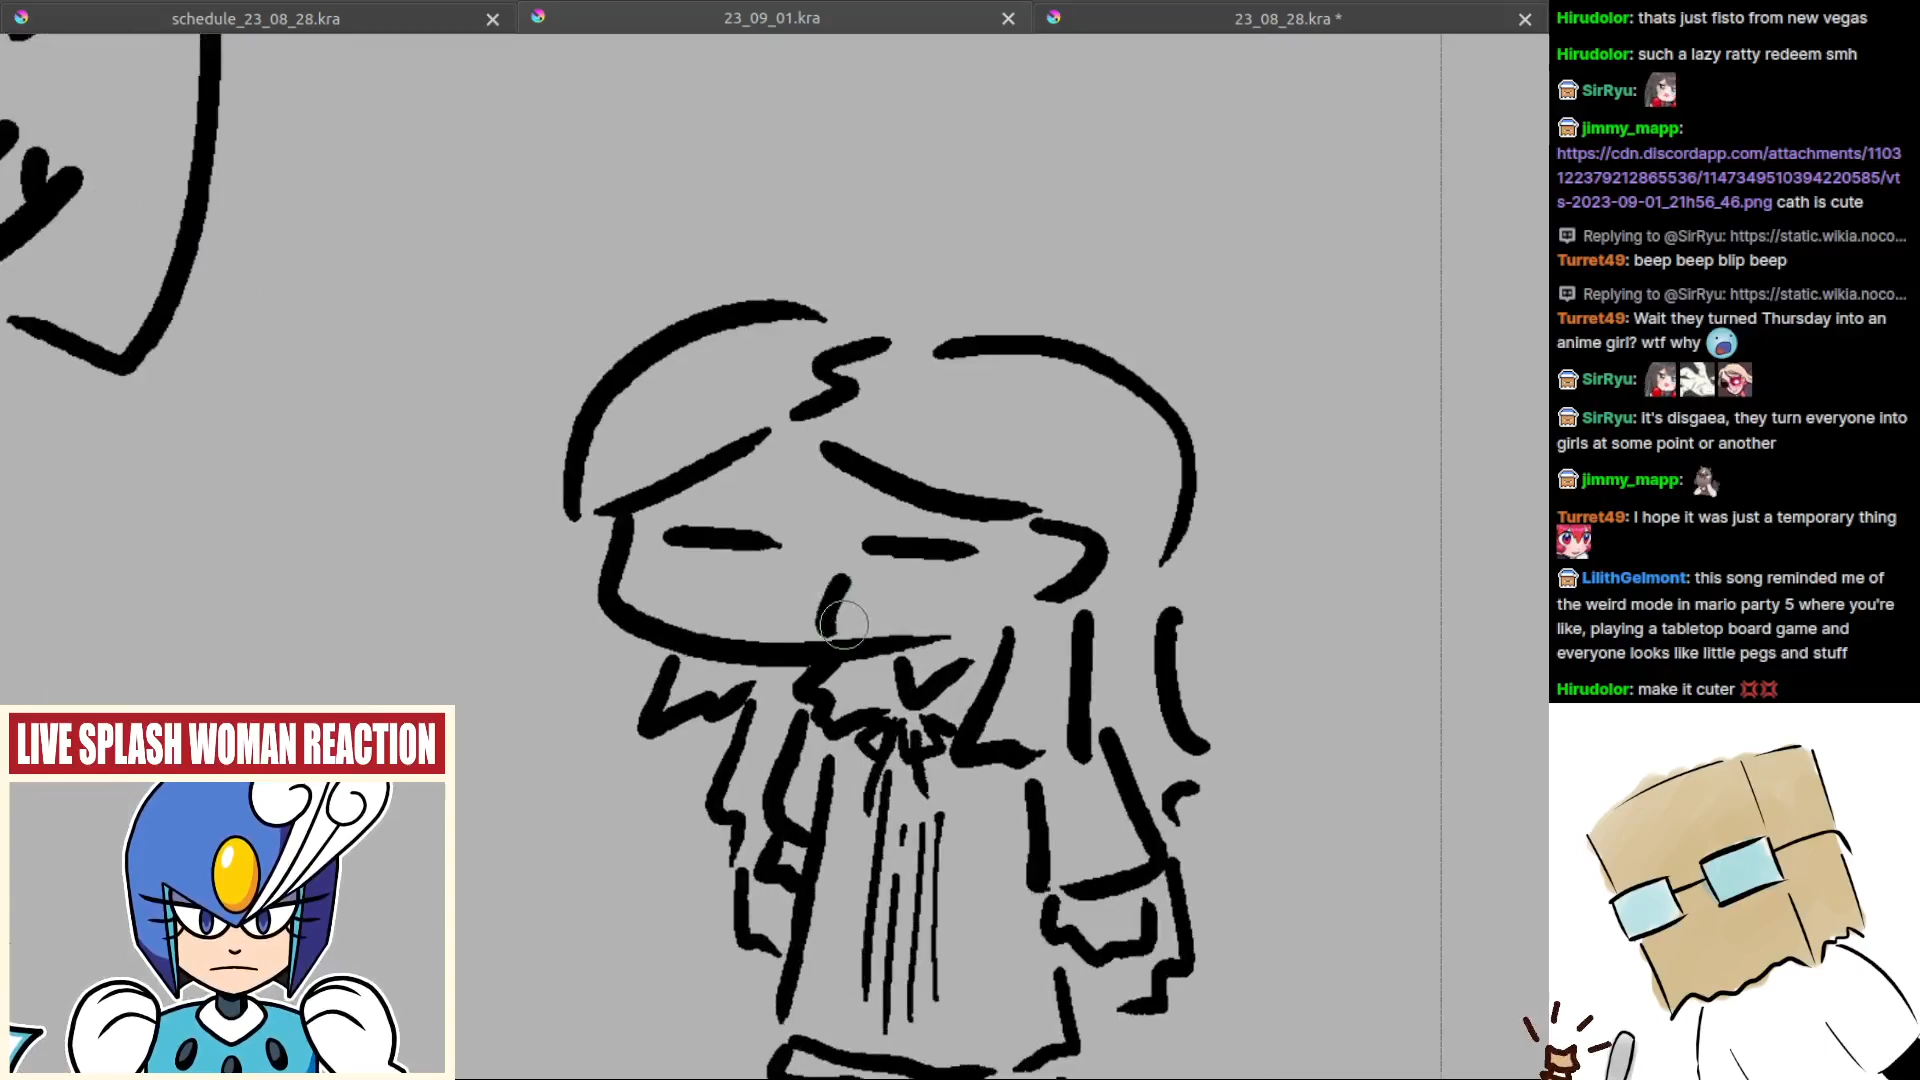 schedule_23_08_28.kra
23_09_01.kra
23_08_28.kra *
Hirudolor: thats just fisto from new vegas
Hirudolor: such a lazy ratty redeem smh
SirRyu:
jimmy_mapp:
https://cdn.discordapp.com/attachments/1103
122379212865536/1147349510394220585/vt
s-2023-09-01_21h56_46.png cath is cute
Replying to @SirRyu: https://static.wikia.noco...
Turret49: beep beep blip beep
Replying to @SirRyu: https://static.wikia.noco...
Turret49: Wait they turned Thursday into an
anime girl? wtf why
SirRyu:
SirRyu: it's disgaea, they turn everyone into
girls at some point or another
jimmy_mapp:
Turret49: I hope it was just a temporary thing
LilithGelmont: this song reminded me of
the weird mode in mario party 5 where you're
like, playing a tabletop board game and
everyone looks like little pegs and stuff
Hirudolor: make it cuter
LIVE SPLASH WOMAN REACTION